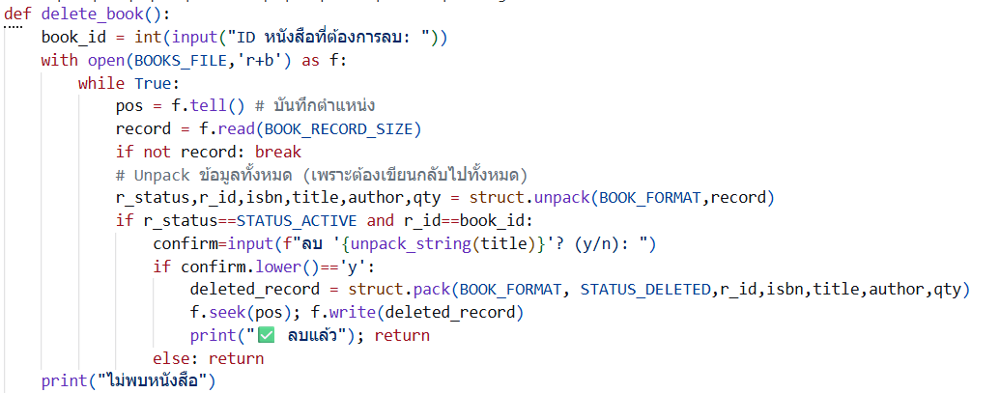 def delete_book():
    book_id = int(input("ID หนังสือที่ต้องการลบ: "))
    with open(BOOKS_FILE,'r+b') as f:
        while True:
            pos = f.tell() # บันทึกตำแหน่ง
            record = f.read(BOOK_RECORD_SIZE)
            if not record: break
            # Unpack ข้อมูลทั้งหมด (เพราะต้องเขียนกลับไปทั้งหมด)
            r_status,r_id,isbn,title,author,qty = struct.unpack(BOOK_FORMAT,record)
            if r_status==STATUS_ACTIVE and r_id==book_id:
                confirm=input(f"ลบ '{unpack_string(title)}'? (y/n): ")
                if confirm.lower()=='y':
                    deleted_record = struct.pack(BOOK_FORMAT, STATUS_DELETED,r_id,isbn,title,author,qty)
                    f.seek(pos); f.write(deleted_record)
                    print("✅ ลบแล้ว"); return
                else: return
    print("ไม่พบหนังสือ")